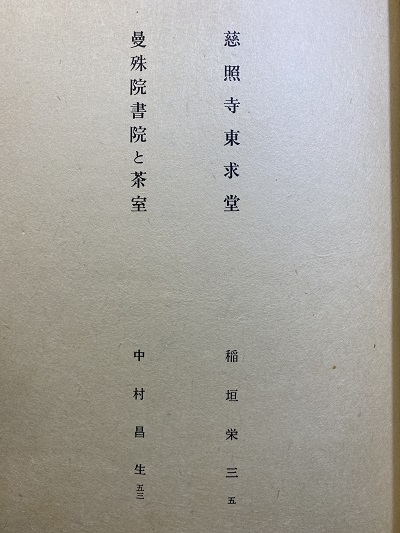 慈照寺東求堂 稲垣栄三 五
曼殊院書院と茶室 中村昌生 五三